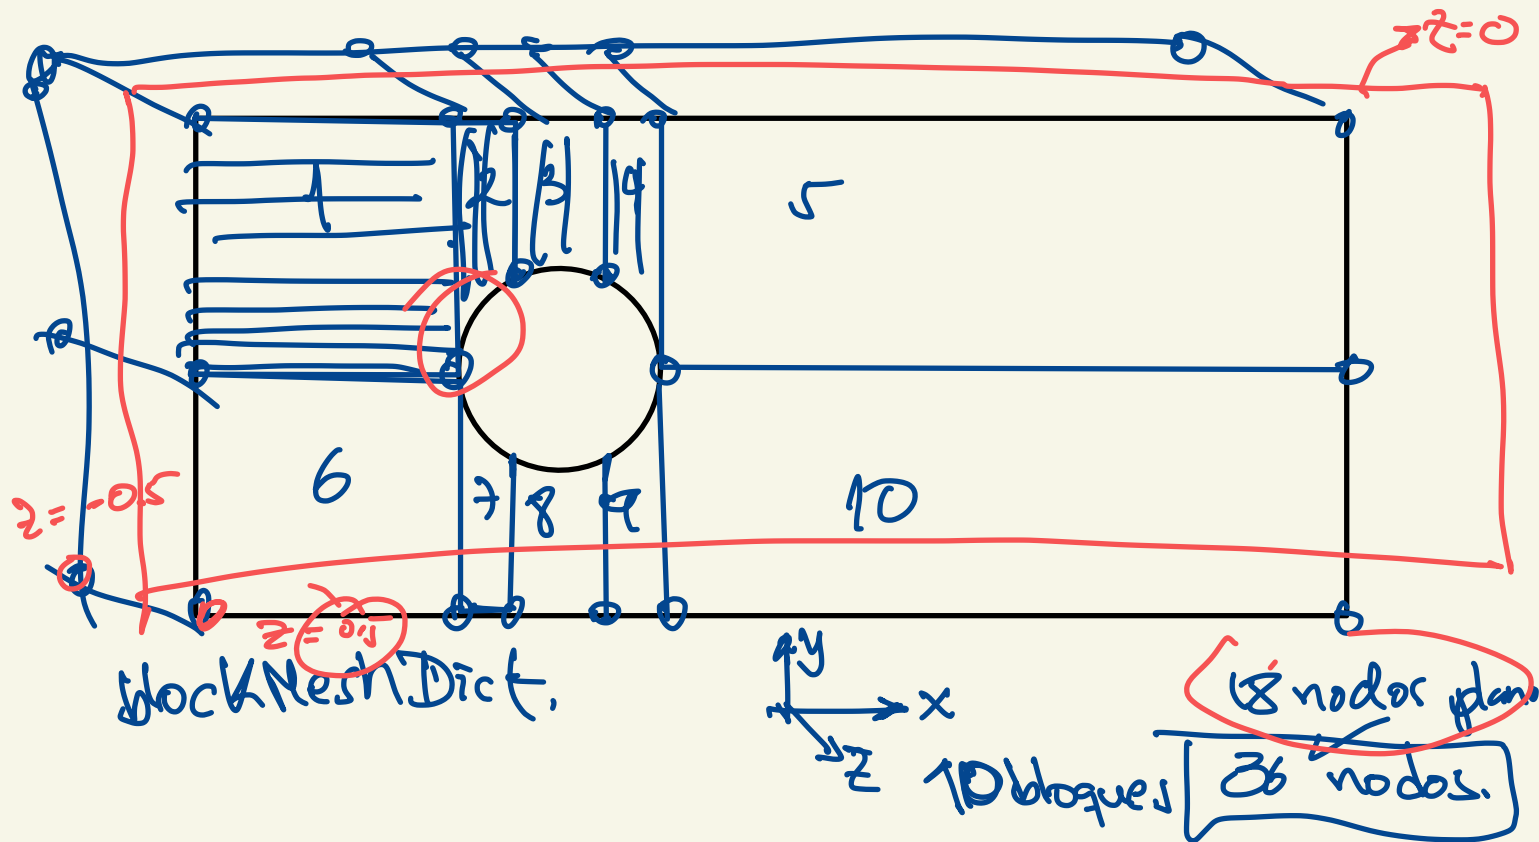 z=0
1 2 3 4 5
z=-0.5
6 7 8 9 10
z=0.5
blockMeshDict.
y
x
z
18 nodos plan
10 bloques
36 nodos.